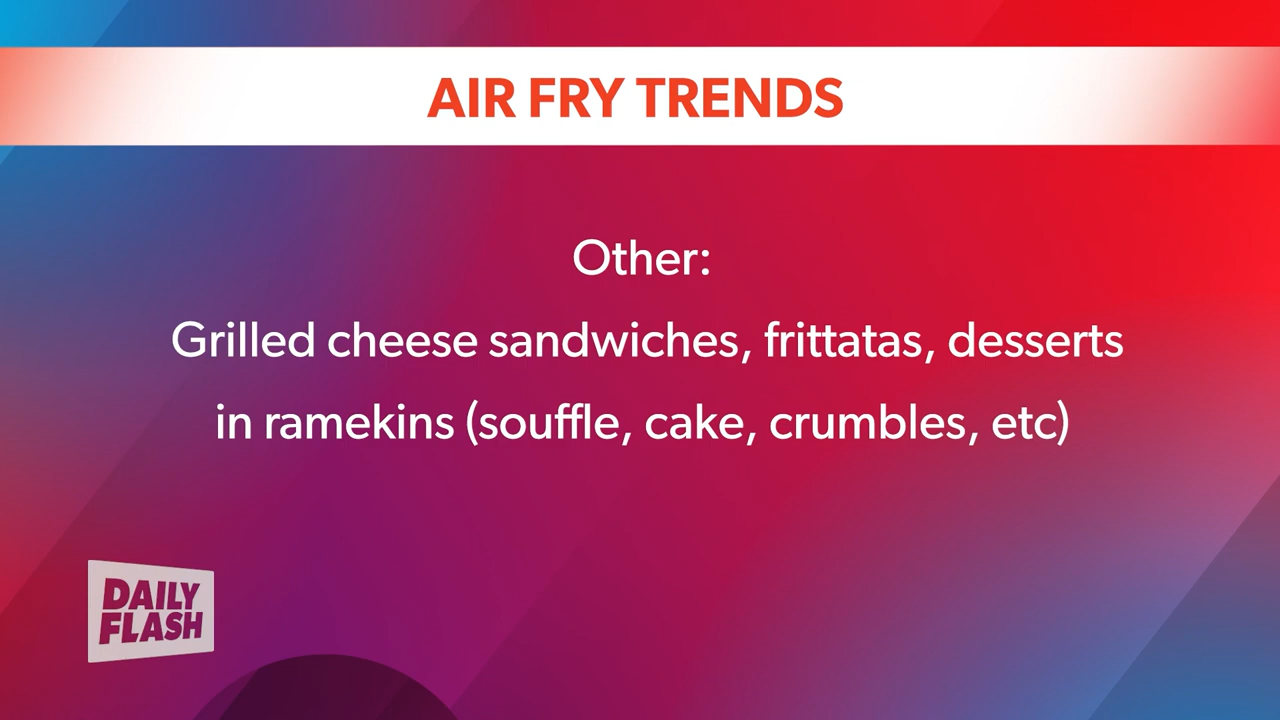 AIR FRY TRENDS
Other:
Grilled cheese sandwiches, frittatas, desserts
in ramekins (souffle, cake, crumbles, etc)
DAILY
FLASH